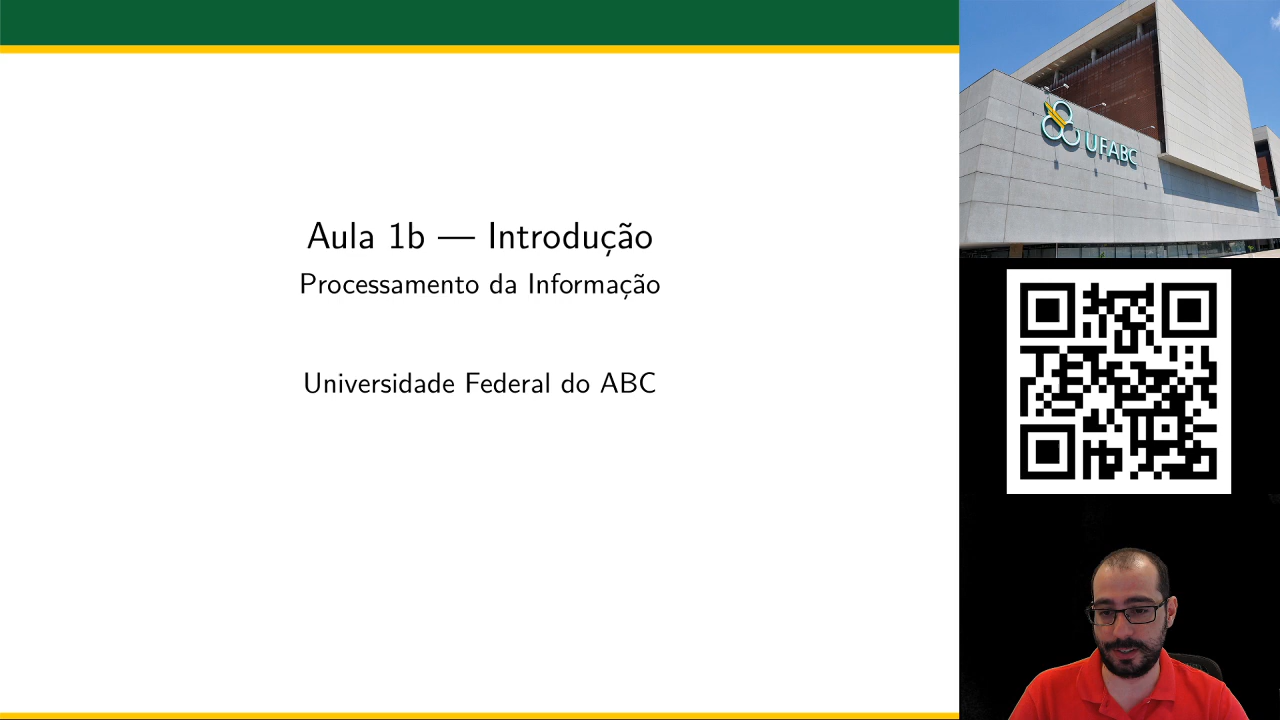 Aula 1b — Introdução
Processamento da Informação
Universidade Federal do ABC
UFABC